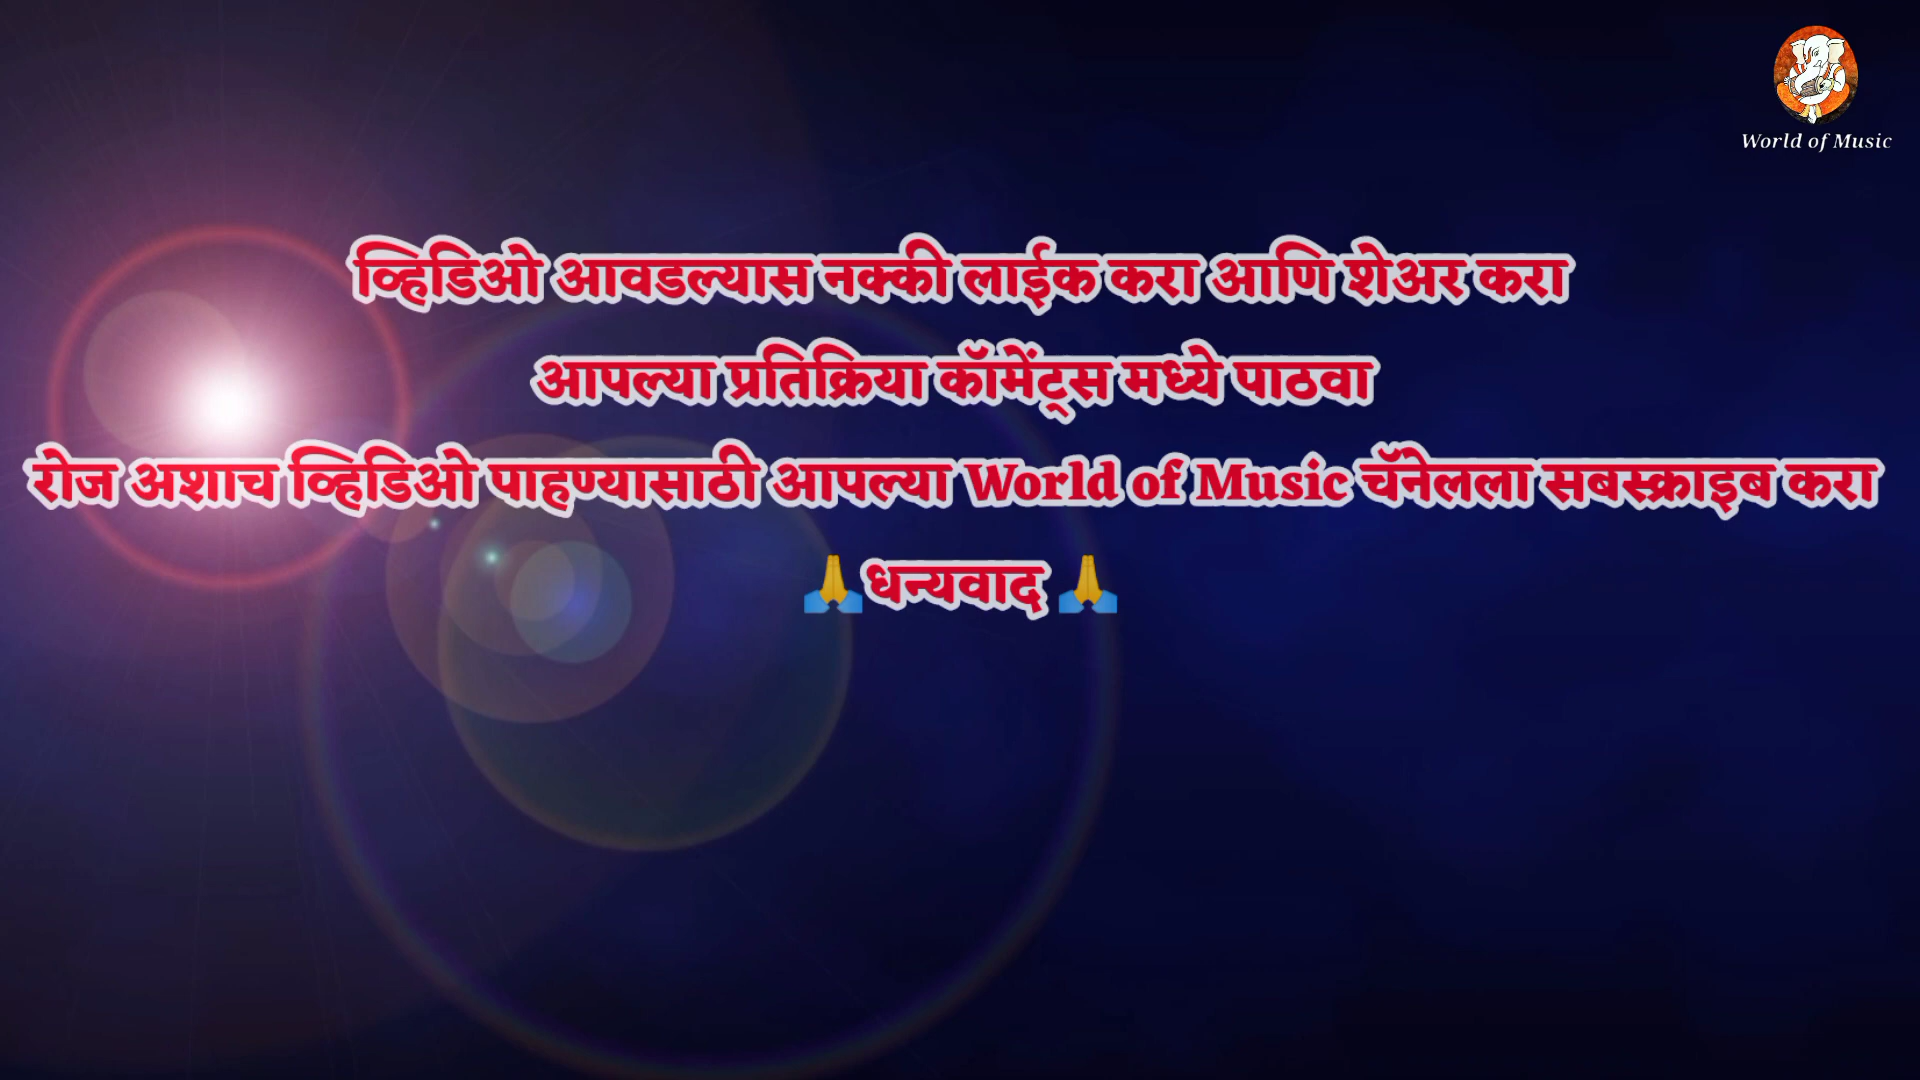 World of Music
व्हिडिओ आवडल्यास नक्की लाईक करा आणि शेअर करा
आपल्या प्रतिक्रिया कॉमेंट्स मध्ये पाठवा
रोज अशाच व्हिडिओ पाहण्यासाठी आपल्या World of Music चॅनेलला सबस्क्राइब करा
🙏धन्यवाद 🙏